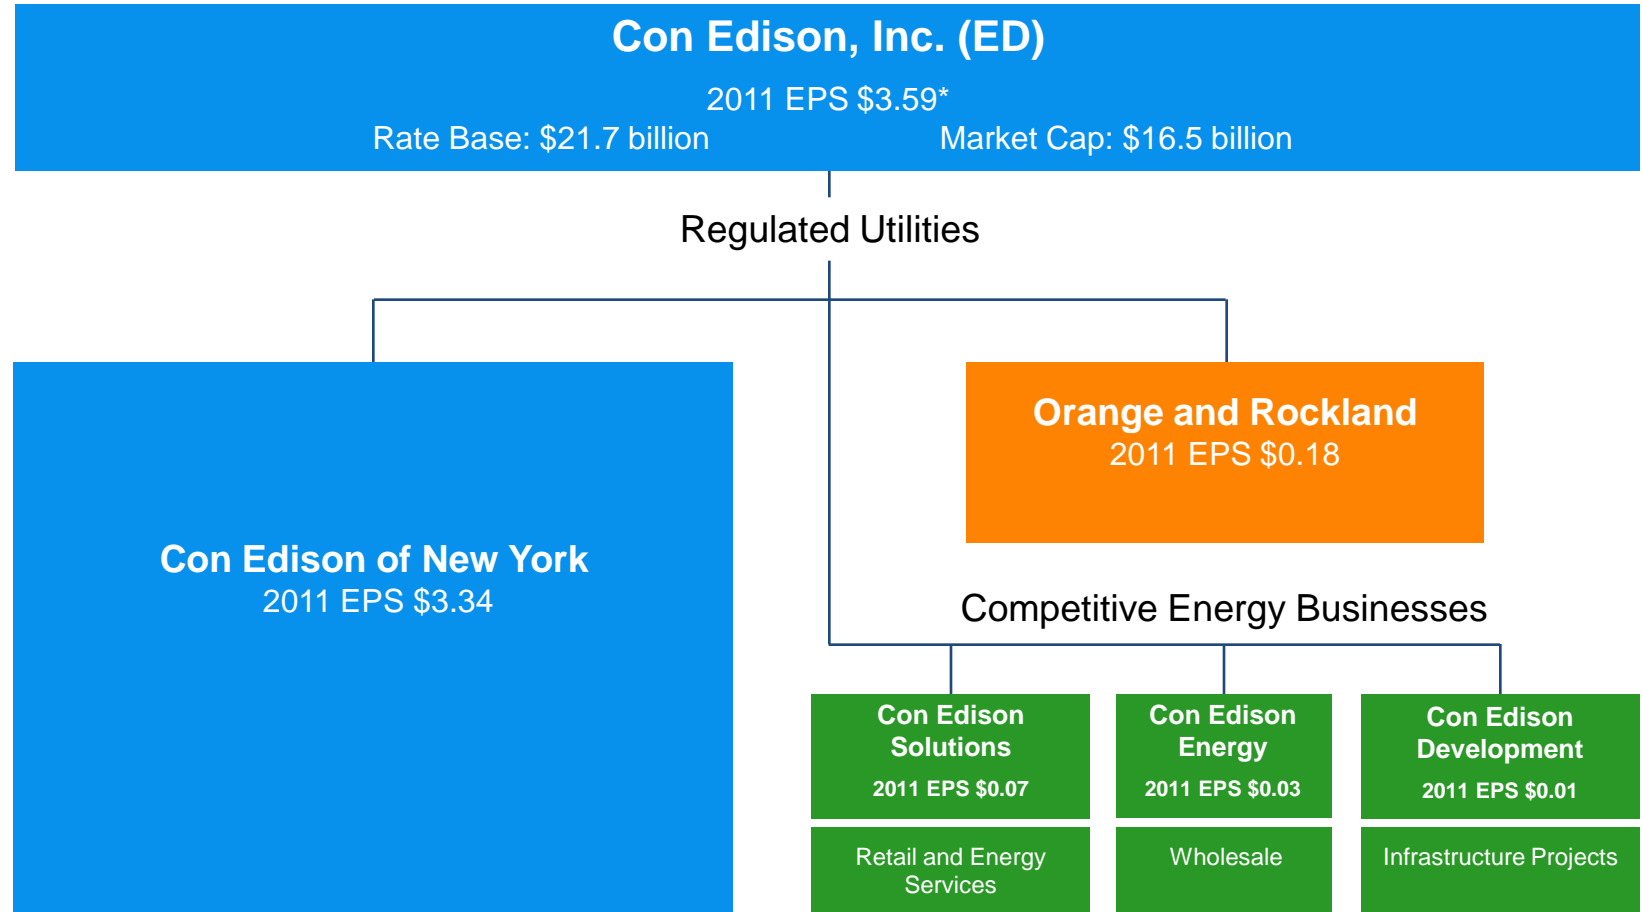 Con Edison, Inc. (ED)
2011 EPS $3.59*
Rate Base: $21.7 billion Market Cap: $16.5 billion
Regulated Utilities
Con Edison of New York
2011 EPS $3.34
Orange and Rockland
2011 EPS $0.18
Competitive Energy Businesses
Con Edison
Solutions
2011 EPS $0.07
Retail and Energy
Services
Con Edison
Energy
2011 EPS $0.03
Wholesale
Con Edison
Development
2011 EPS $0.01
Infrastructure Projects